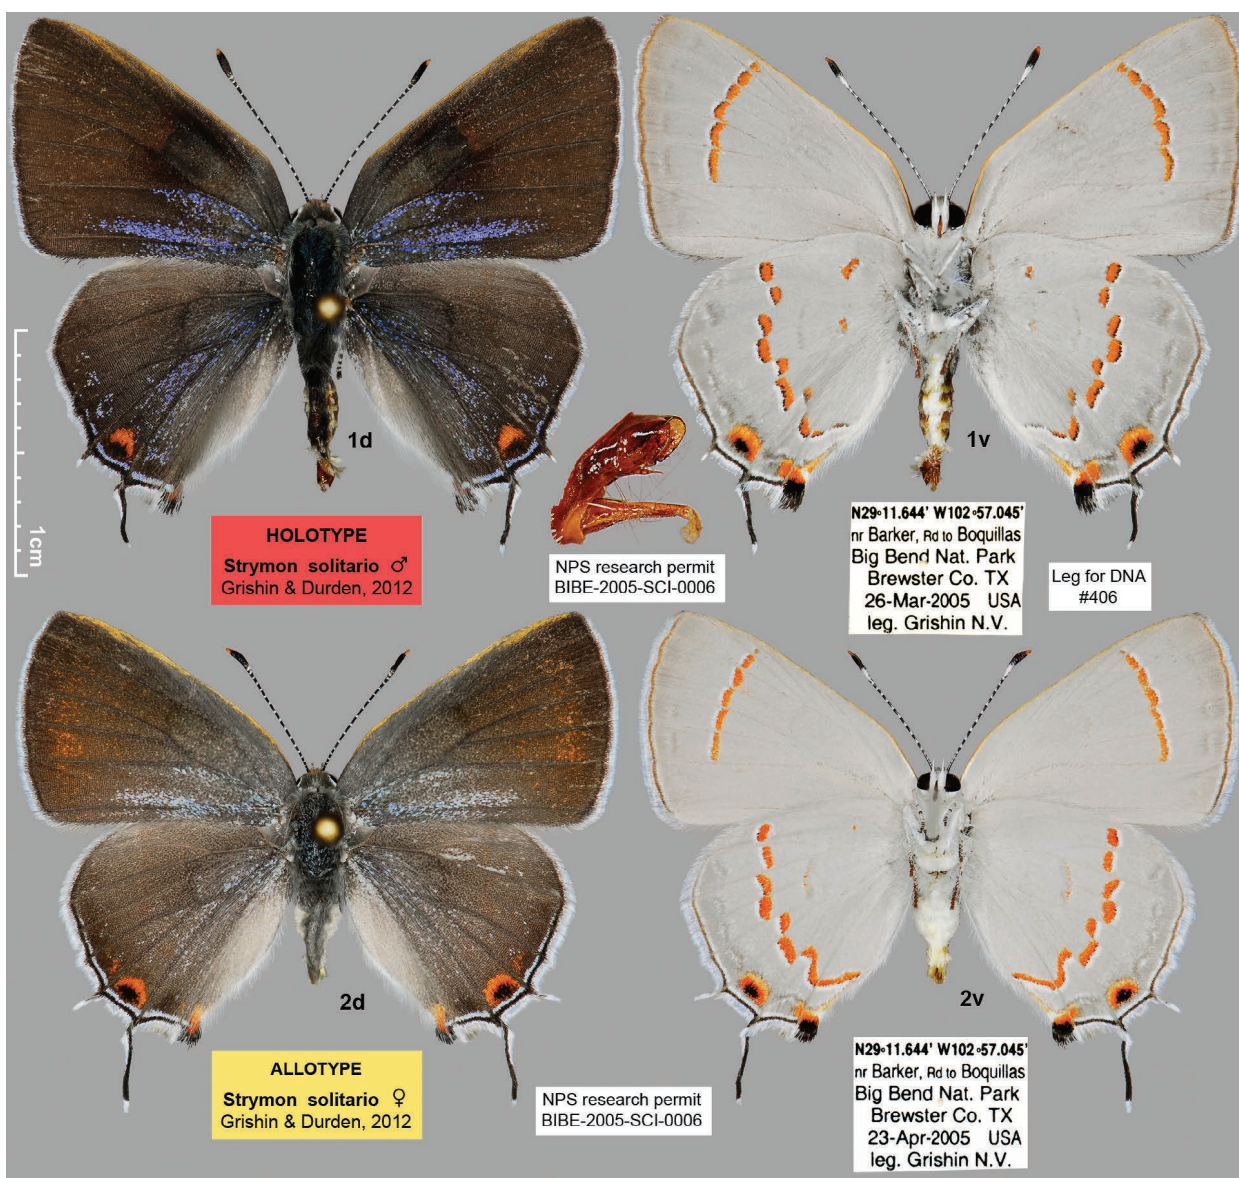 1d
1v
1cm
HOLOTYPE
Strymon solitario ♂
Grishin & Durden, 2012
NPS research permit
BIBE-2005-SCI-0006
N29◦11.644' W102◦57.045'
nr Barker, Rd to Boquillas
Big Bend Nat. Park
Brewster Co. TX
26-Mar-2005 USA
leg. Grishin N.V.
Leg for DNA
#406
2d
2v
ALLOTYPE
Strymon solitario ♀
Grishin & Durden, 2012
NPS research permit
BIBE-2005-SCI-0006
N29◦11.644' W102◦57.045'
nr Barker, Rd to Boquillas
Big Bend Nat. Park
Brewster Co. TX
23-Apr-2005 USA
leg. Grishin N.V.